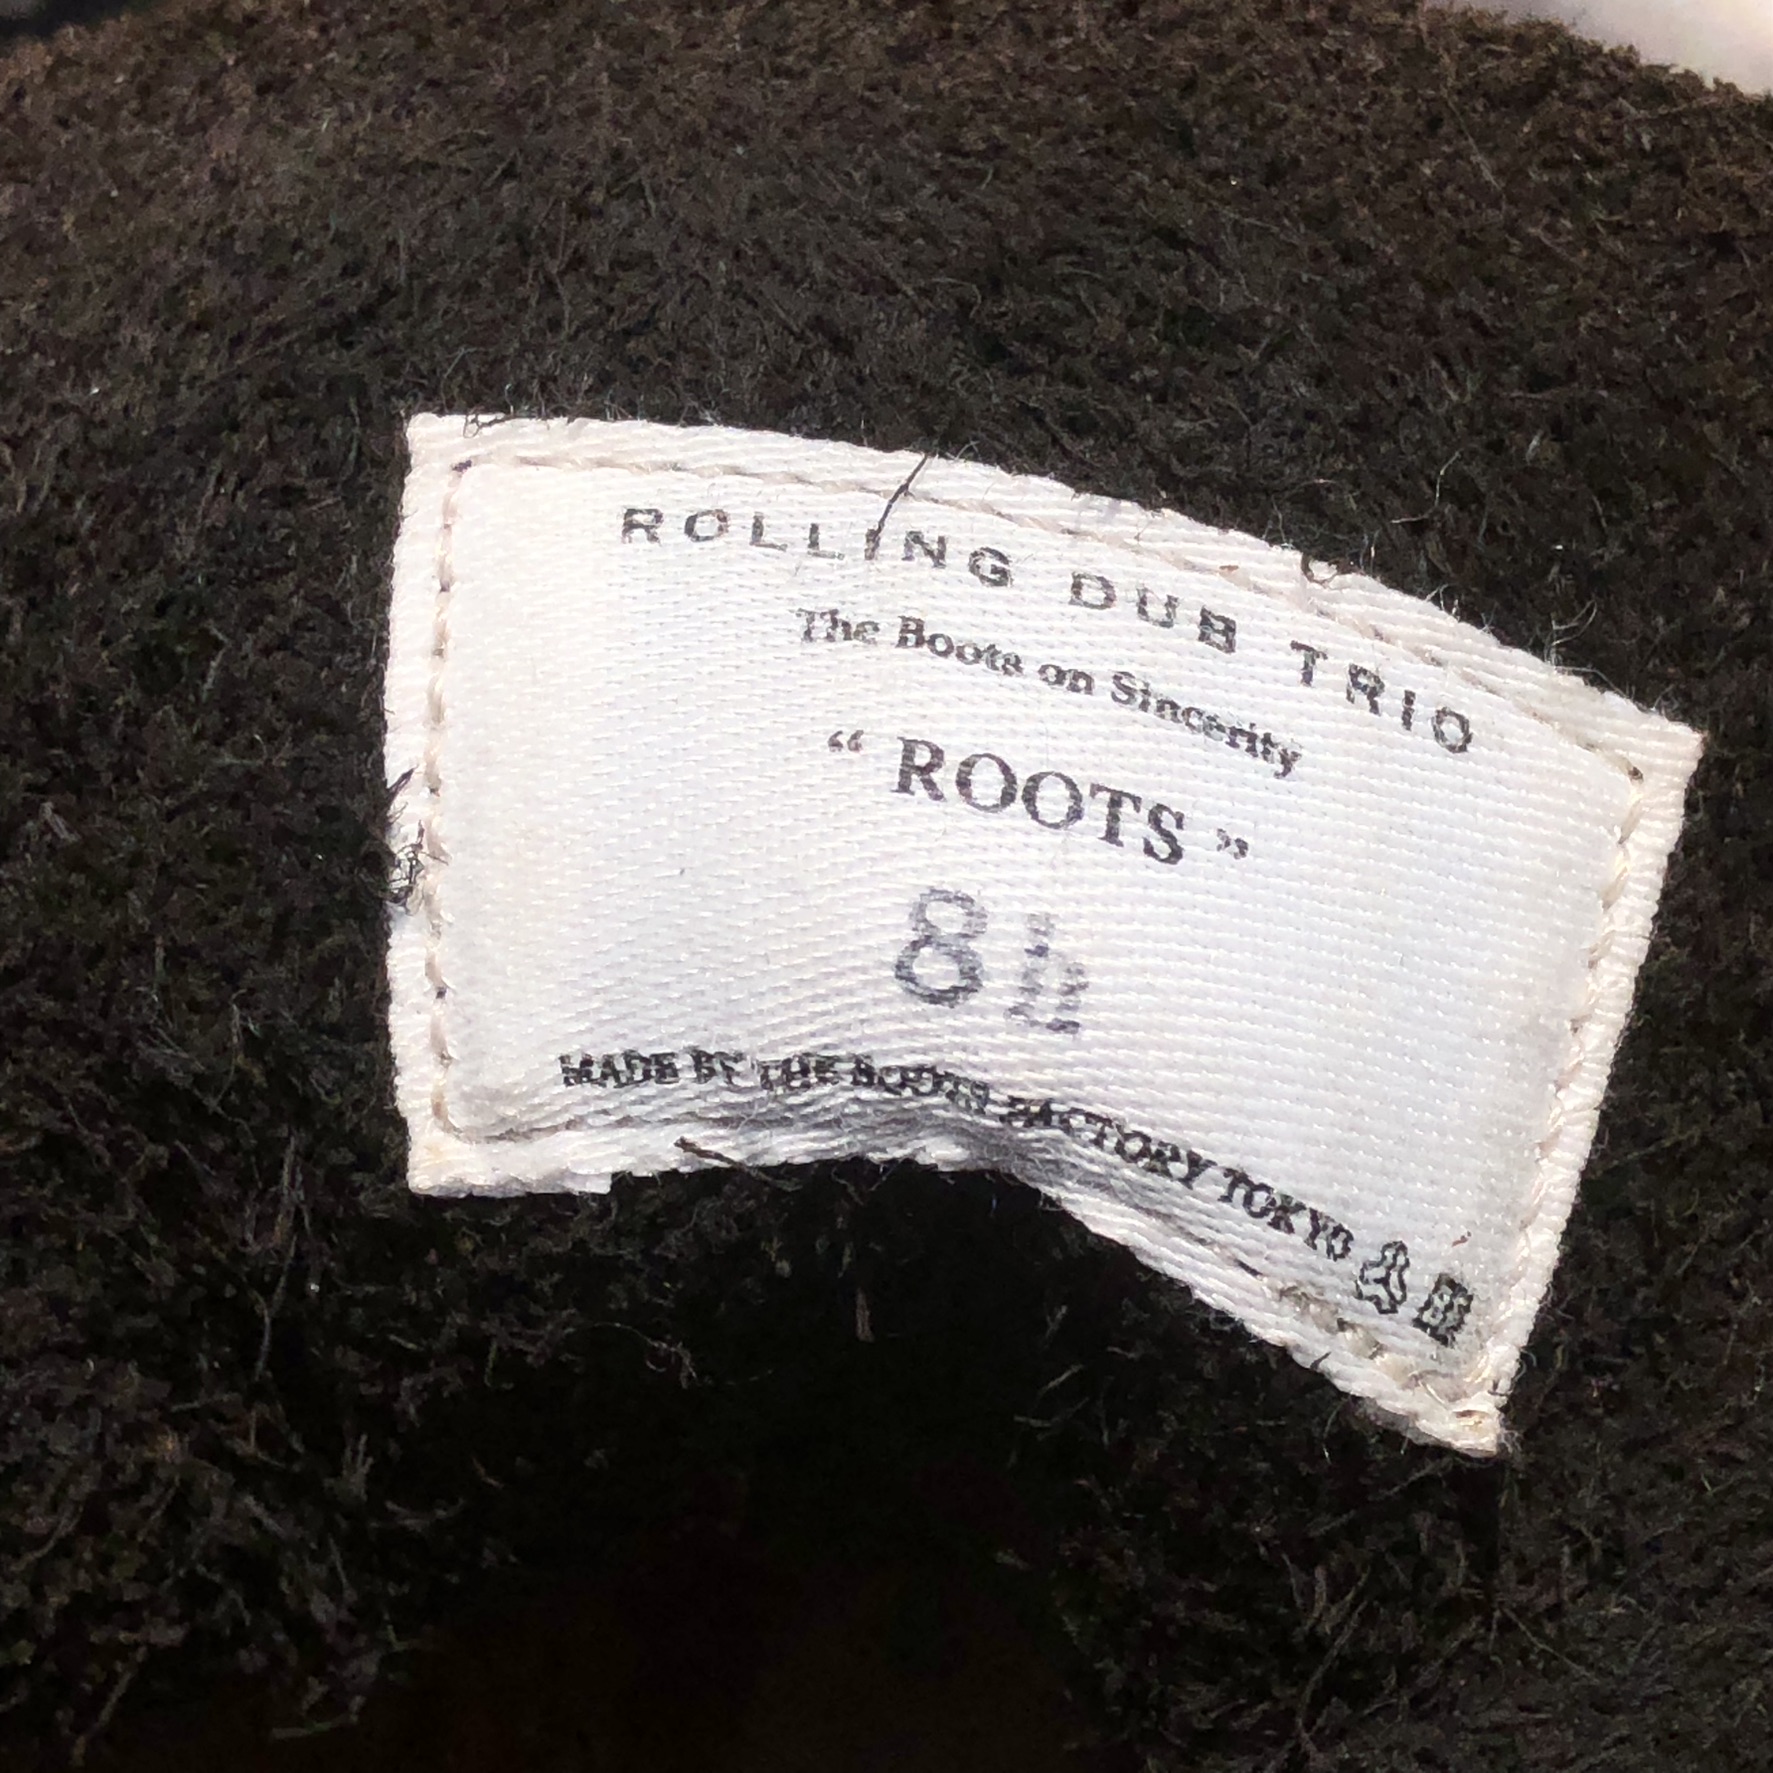 ROLLING DUB TRIO
The Boots on Sincerity
“ ROOTS ”
8½
MADE BY THE BOOTS FACTORY TOKYO